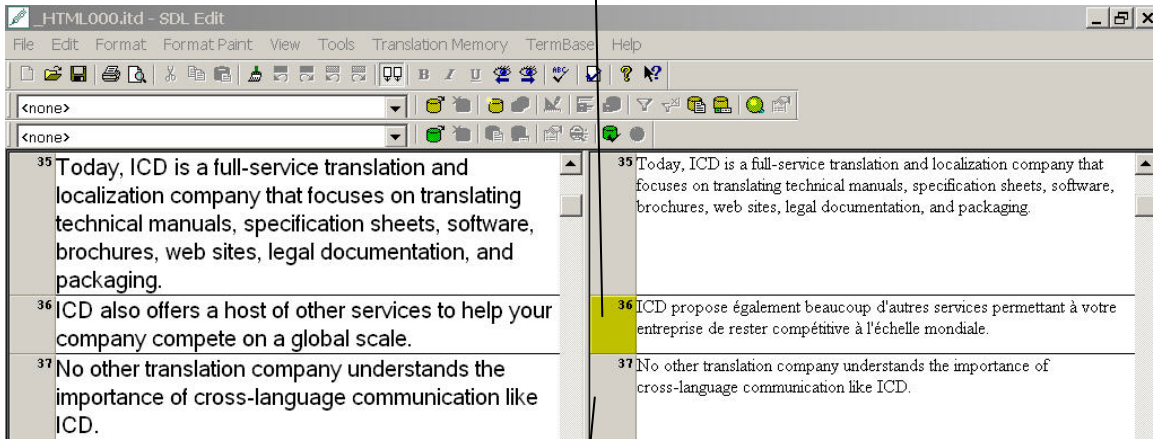 _HTML000.itd - SDL Edit
File Edit Format Format Paint View Tools Translation Memory TermBase Help
B I U ABC
<none>
<none>
35 Today, ICD is a full-service translation and
localization company that focuses on translating
technical manuals, specification sheets, software,
brochures, web sites, legal documentation, and
packaging.
36 ICD also offers a host of other services to help your
company compete on a global scale.
37 No other translation company understands the
importance of cross-language communication like
ICD.
35 Today, ICD is a full-service translation and localization company that
focuses on translating technical manuals, specification sheets, software,
brochures, web sites, legal documentation, and packaging.
36 ICD propose également beaucoup d'autres services permettant à votre
entreprise de rester compétitive à l'échelle mondiale.
37 No other translation company understands the importance of
cross-language communication like ICD.